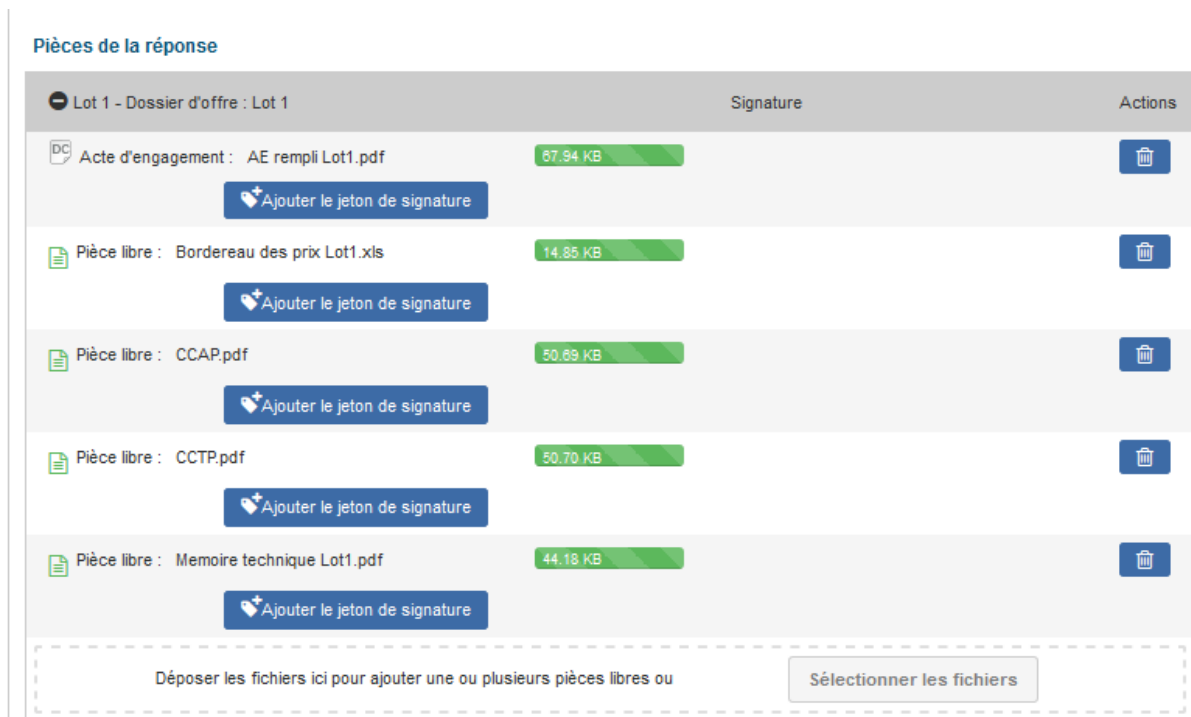 Pièces de la réponse
Lot 1 - Dossier d'offre : Lot 1 Signature Actions
DC Acte d'engagement : AE rempli Lot1.pdf 67.94 KB
Ajouter le jeton de signature
Pièce libre : Bordereau des prix Lot1.xls 14.85 KB
Ajouter le jeton de signature
Pièce libre : CCAP.pdf 50.69 KB
Ajouter le jeton de signature
Pièce libre : CCTP.pdf 50.70 KB
Ajouter le jeton de signature
Pièce libre : Memoire technique Lot1.pdf 44.18 KB
Ajouter le jeton de signature
Déposer les fichiers ici pour ajouter une ou plusieurs pièces libres ou Sélectionner les fichiers